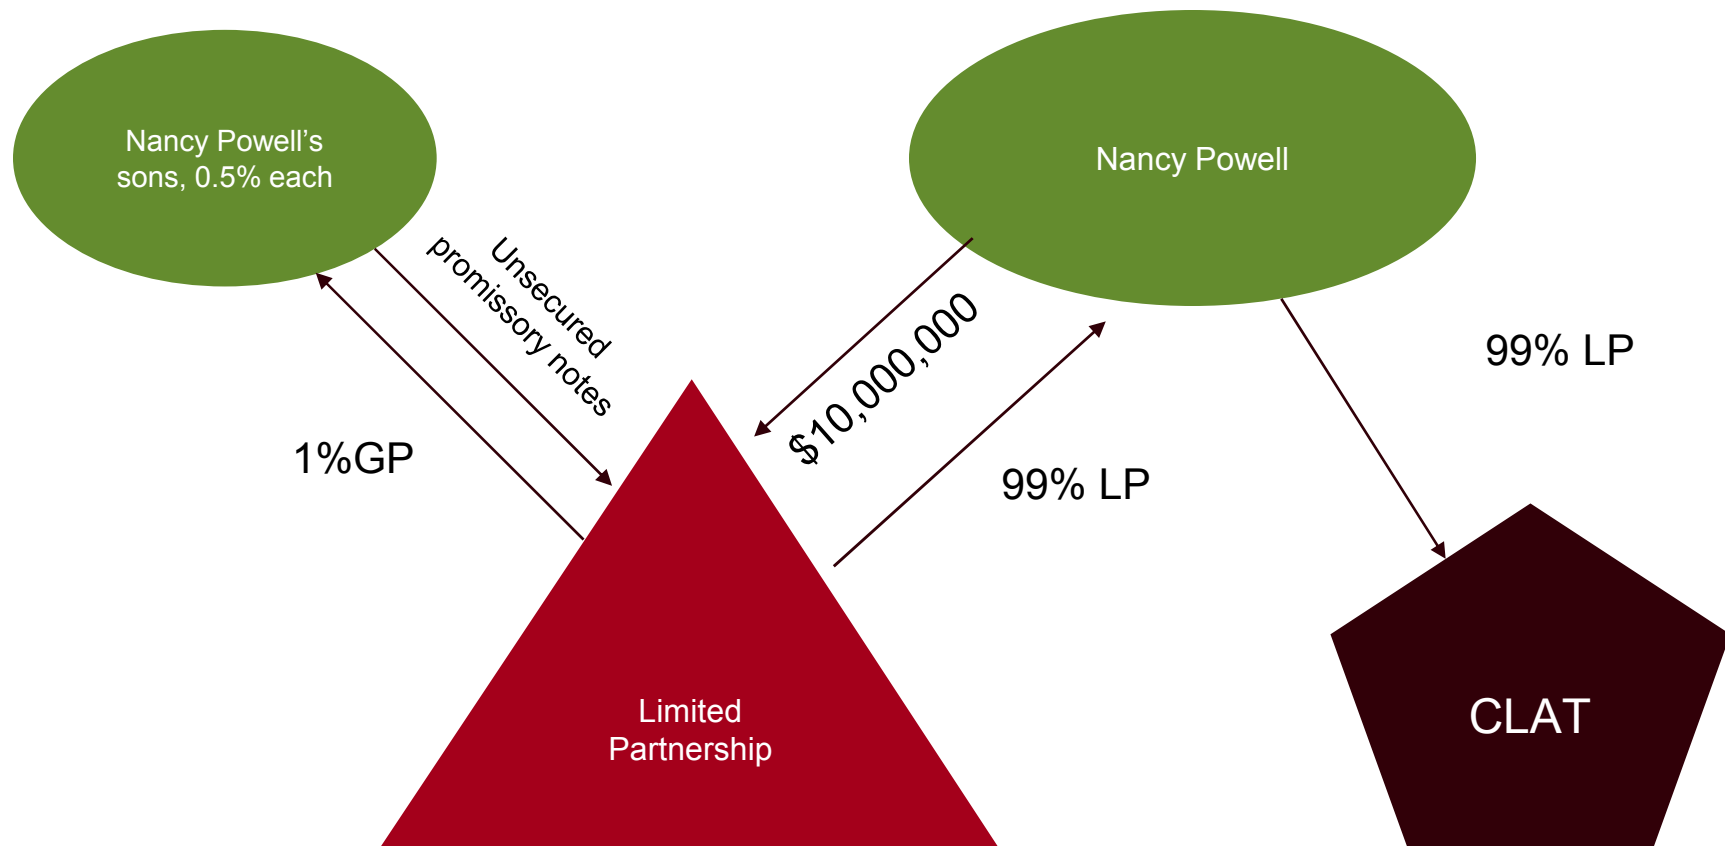 Nancy Powell’s
sons, 0.5% each
Nancy Powell
Unsecured
promissory notes
$10,000,000
99% LP
1%GP
99% LP
Limited
Partnership
CLAT